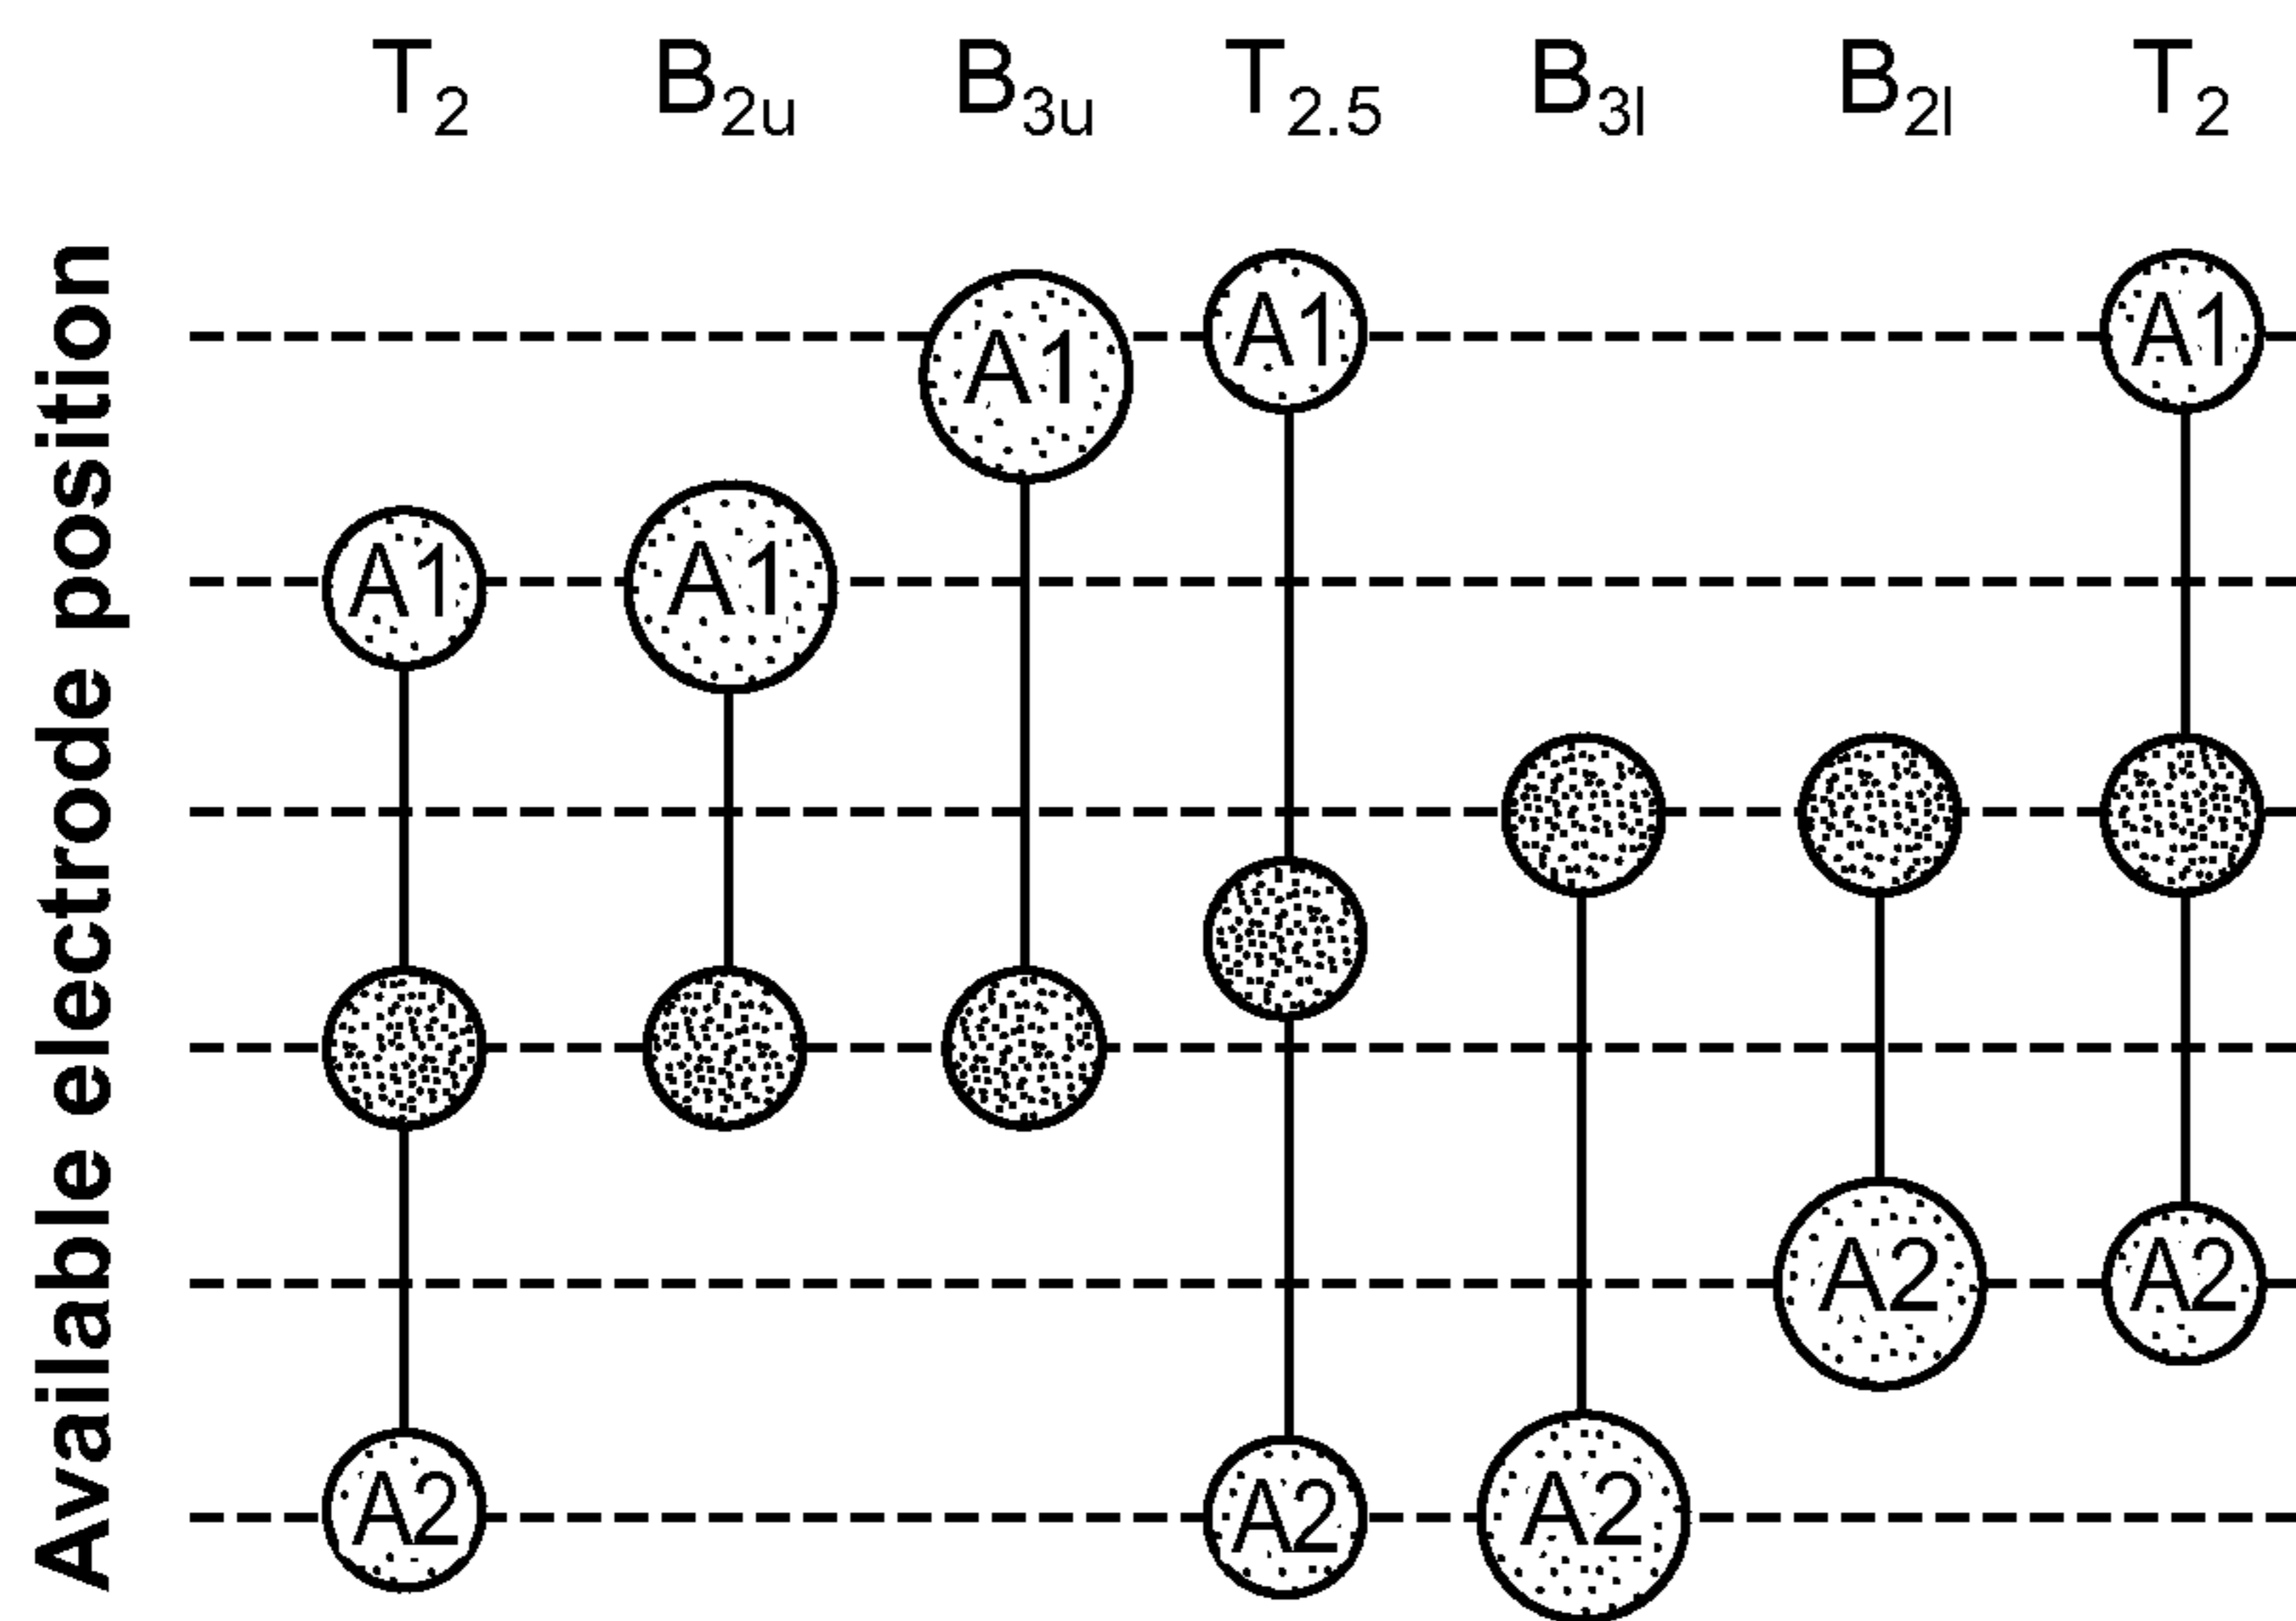 T2 B2u B3u T2.5 B3l B2l T2
Available electrode position
A1 A1
A1
A1 A1
A2 A2
A2 A2 A2